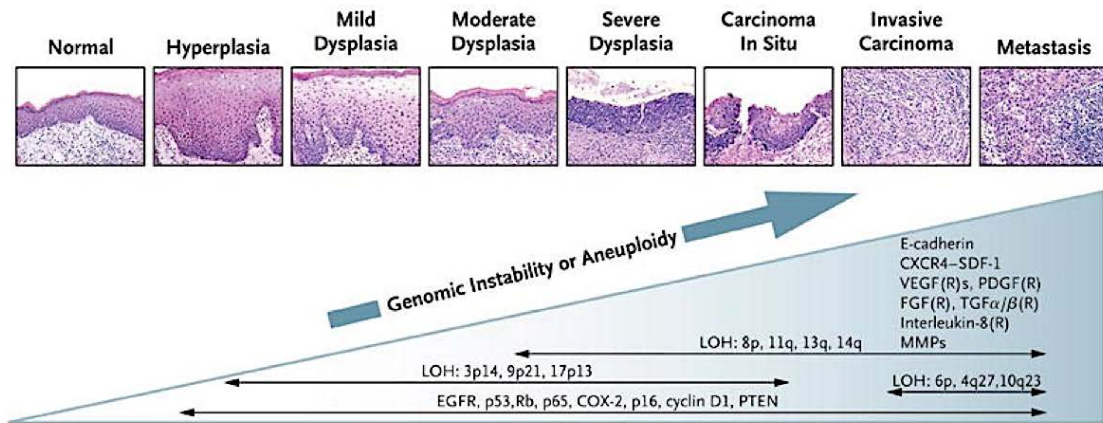 Normal
Hyperplasia
Mild
Dysplasia
Moderate
Dysplasia
Severe
Dysplasia
Carcinoma
In Situ
Invasive
Carcinoma
Metastasis
Genomic Instability or Aneuploidy
E-cadherin
CXCR4–SDF-1
VEGF(R)s, PDGF(R)
FGF(R), TGFα/β(R)
Interleukin-8(R)
MMPs
LOH: 8p, 11q, 13q, 14q
LOH: 3p14, 9p21, 17p13
LOH: 6p, 4q27,10q23
EGFR, p53,Rb, p65, COX-2, p16, cyclin D1, PTEN